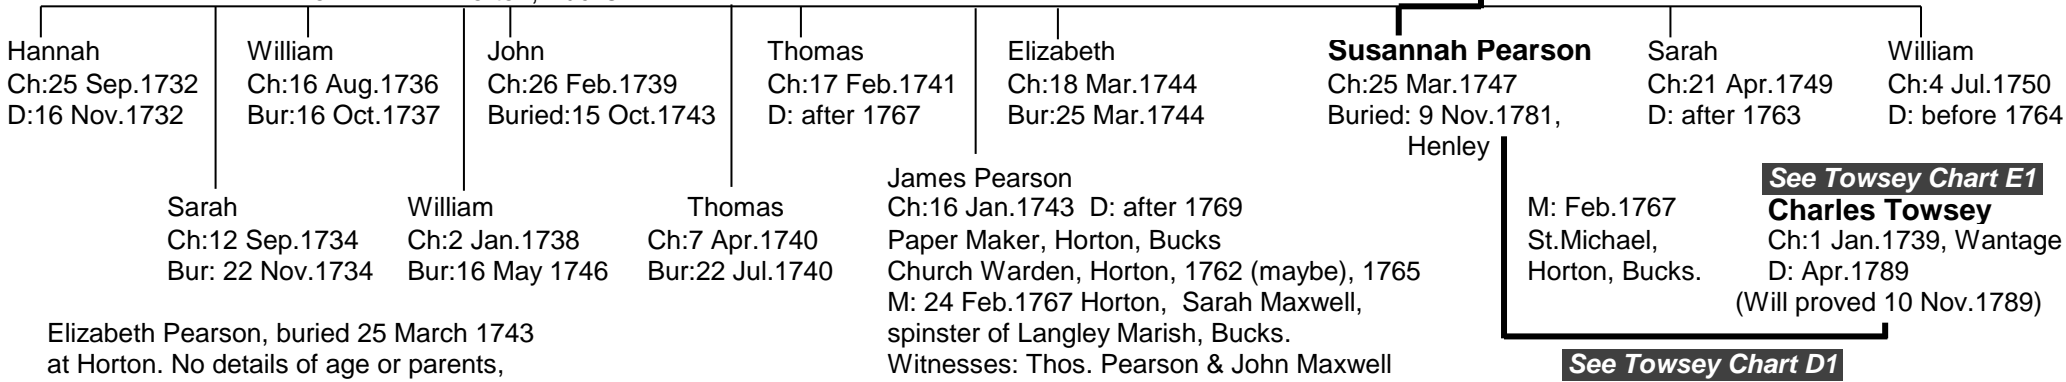 Hannah
Ch:25 Sep.1732
D:16 Nov.1732
William
Ch:16 Aug.1736
Bur:16 Oct.1737
John
Ch:26 Feb.1739
Buried:15 Oct.1743
Thomas
Ch:17 Feb.1741
D: after 1767
Elizabeth
Ch:18 Mar.1744
Bur:25 Mar.1744
Susannah Pearson
Ch:25 Mar.1747
Buried: 9 Nov.1781,
Henley
Sarah
Ch:21 Apr.1749
D: after 1763
William
Ch:4 Jul.1750
D: before 1764
Sarah
Ch:12 Sep.1734
Bur: 22 Nov.1734
William
Ch:2 Jan.1738
Bur:16 May 1746
Thomas
Ch:7 Apr.1740
Bur:22 Jul.1740
James Pearson
Ch:16 Jan.1743 D: after 1769
Paper Maker, Horton, Bucks
Church Warden, Horton, 1762 (maybe), 1765
M: 24 Feb.1767 Horton, Sarah Maxwell,
spinster of Langley Marish, Bucks.
Witnesses: Thos. Pearson & John Maxwell
M: Feb.1767
St.Michael,
Horton, Bucks.
See Towsey Chart E1
Charles Towsey
Ch:1 Jan.1739, Wantage
D: Apr.1789
(Will proved 10 Nov.1789)
See Towsey Chart D1
Elizabeth Pearson, buried 25 March 1743
at Horton. No details of age or parents,